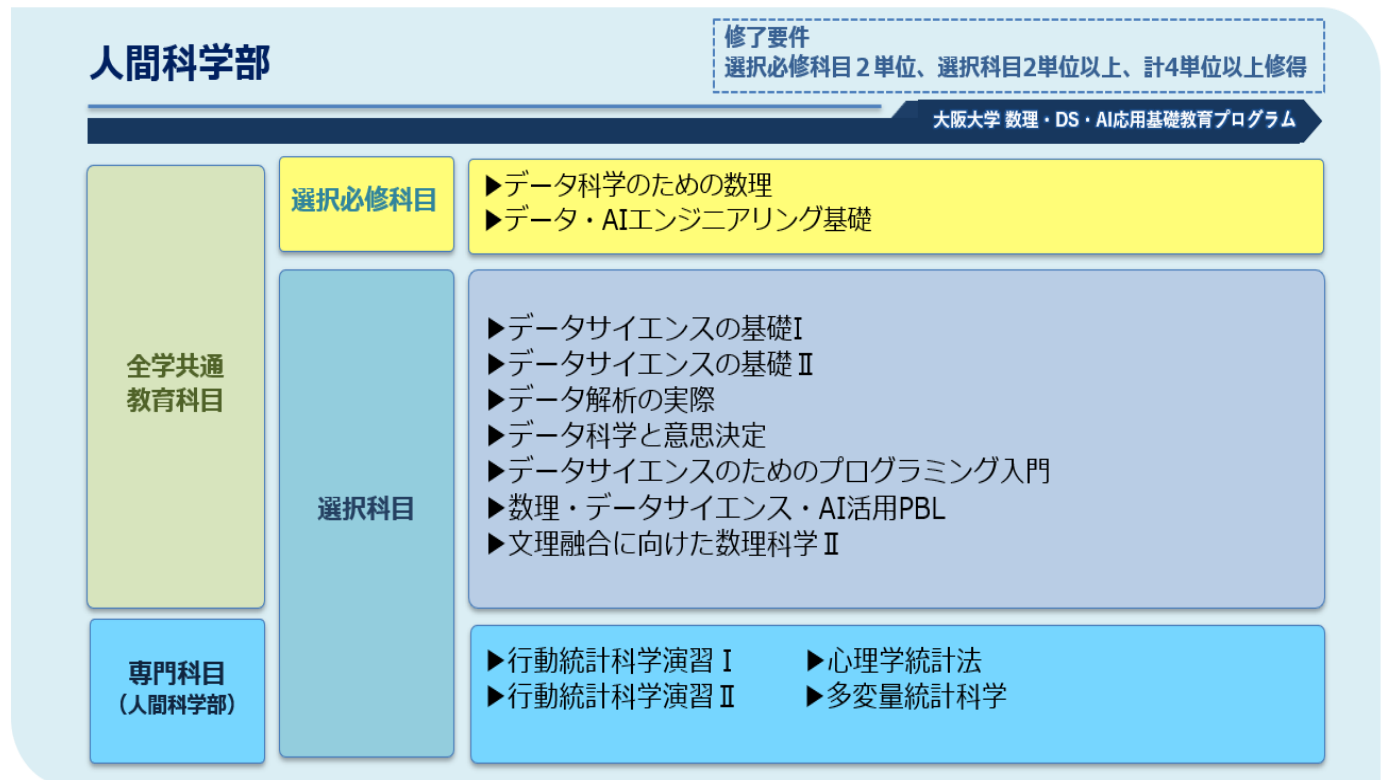 人間科学部
修了要件
選択必修科目２単位、選択科目2単位以上、計4単位以上修得
大阪大学 数理・DS・AI応用基礎教育プログラム
全学共通
教育科目
選択必修科目
▶データ科学のための数理
▶データ・AIエンジニアリング基礎
選択科目
▶データサイエンスの基礎Ⅰ
▶データサイエンスの基礎Ⅱ
▶データ解析の実際
▶データ科学と意思決定
▶データサイエンスのためのプログラミング入門
▶数理・データサイエンス・AI活用PBL
▶文理融合に向けた数理科学Ⅱ
専門科目
（人間科学部）
▶行動統計科学演習Ⅰ
▶行動統計科学演習Ⅱ
▶心理学統計法
▶多変量統計科学